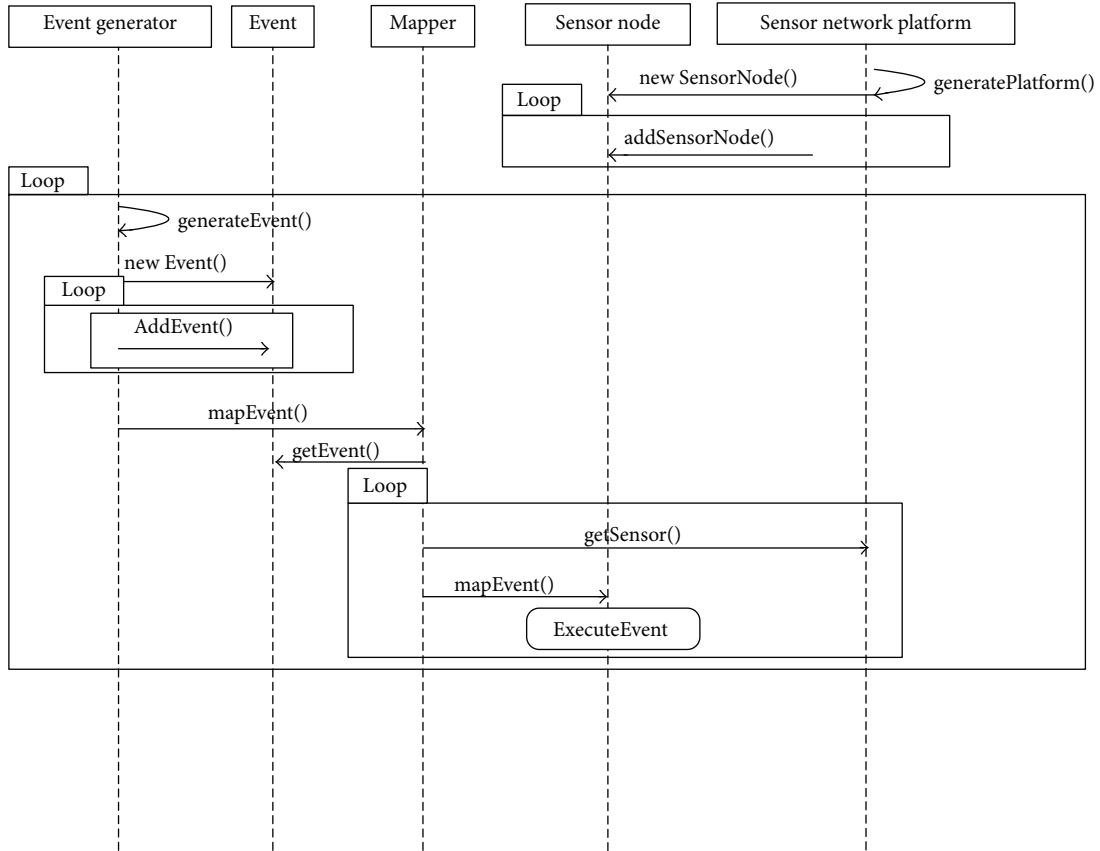 Event generator
Event
Mapper
Sensor node
Sensor network platform
new SensorNode()
generatePlatform()
Loop
addSensorNode()
Loop
generateEvent()
new Event()
Loop
AddEvent()
mapEvent()
getEvent()
Loop
getSensor()
mapEvent()
ExecuteEvent